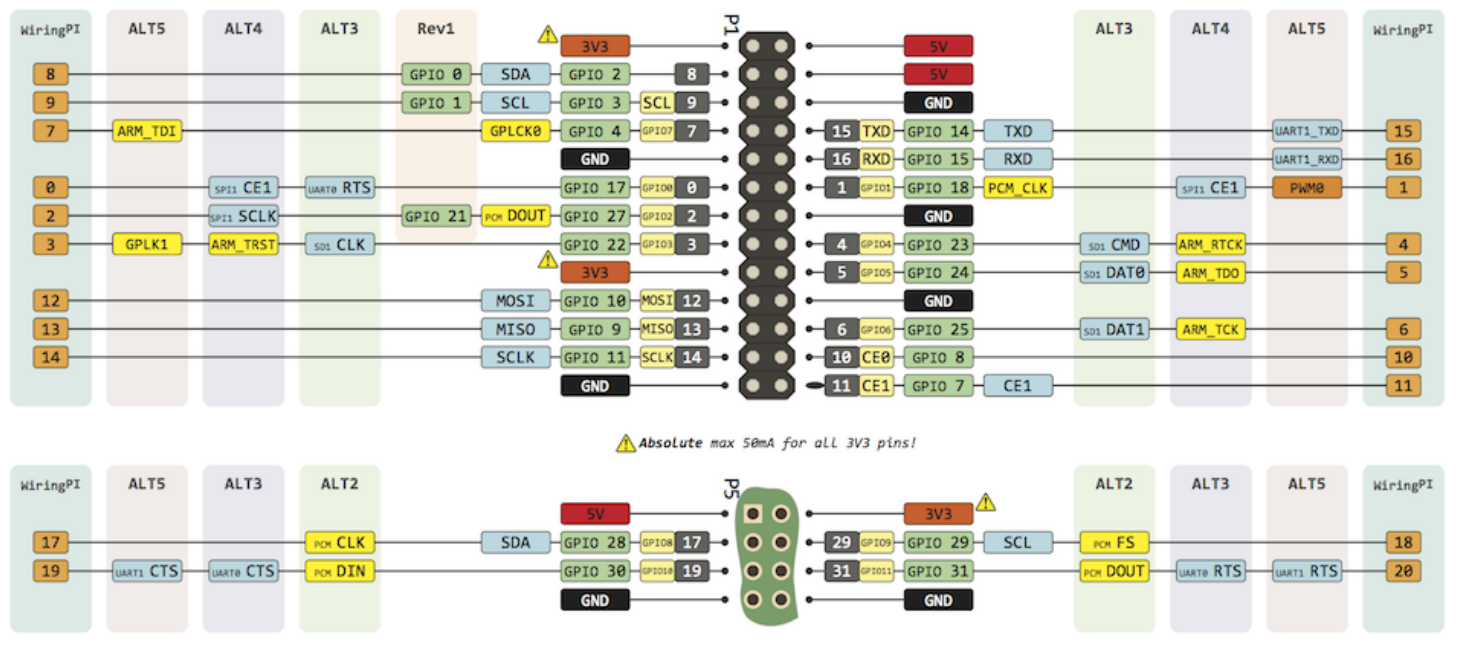 WiringPI ALT5 ALT4 ALT3 Rev1 P1 ALT3 ALT4 ALT5 WiringPI
3V3 5V
8 GPIO 0 SDA GPIO 2 8 5V
9 GPIO 1 SCL GPIO 3 SCL 9 GND
7 ARM_TDI GPLCK0 GPIO 4 GPIO7 7 15 TXD GPIO 14 TXD UART1_TXD 15
GND 16 RXD GPIO 15 RXD UART1_RXD 16
0 SPI1 CE1 UART0 RTS GPIO 17 GPIO0 0 1 GPIO1 GPIO 18 PCM_CLK SPI1 CE1 PWM0 1
2 SPI1 SCLK GPIO 21 PCM DOUT GPIO 27 GPIO2 2 GND
3 GPLK1 ARM_TRST SD1 CLK GPIO 22 GPIO3 3 4 GPIO4 GPIO 23 SD1 CMD ARM_RTCK 4
3V3 5 GPIO5 GPIO 24 SD1 DAT0 ARM_TDO 5
12 MOSI GPIO 10 MOSI 12 GND
13 MISO GPIO 9 MISO 13 6 GPIO6 GPIO 25 SD1 DAT1 ARM_TCK 6
14 SCLK GPIO 11 SCLK 14 10 CE0 GPIO 8 10
GND 11 CE1 GPIO 7 CE1 11
Absolute max 50mA for all 3V3 pins!
WiringPI ALT5 ALT3 ALT2 P5 ALT2 ALT3 ALT5 WiringPI
5V 3V3
17 PCM CLK SDA GPIO 28 GPIO8 17 29 GPIO9 GPIO 29 SCL PCM FS 18
19 UART1 CTS UART0 CTS PCM DIN GPIO 30 GPIO10 19 31 GPIO11 GPIO 31 PCM DOUT UART0 RTS UART1 RTS 20
GND GND